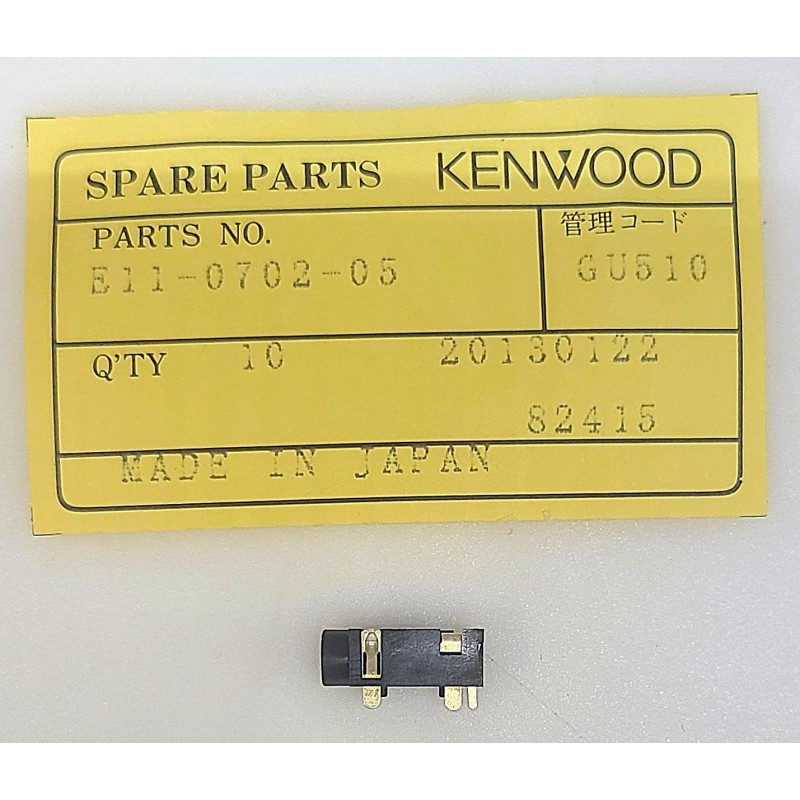 SPARE PARTS KENWOOD
PARTS NO. 管理コード
E11-0702-05 GU510
Q'TY 10 20130122
82415
MADE IN JAPAN